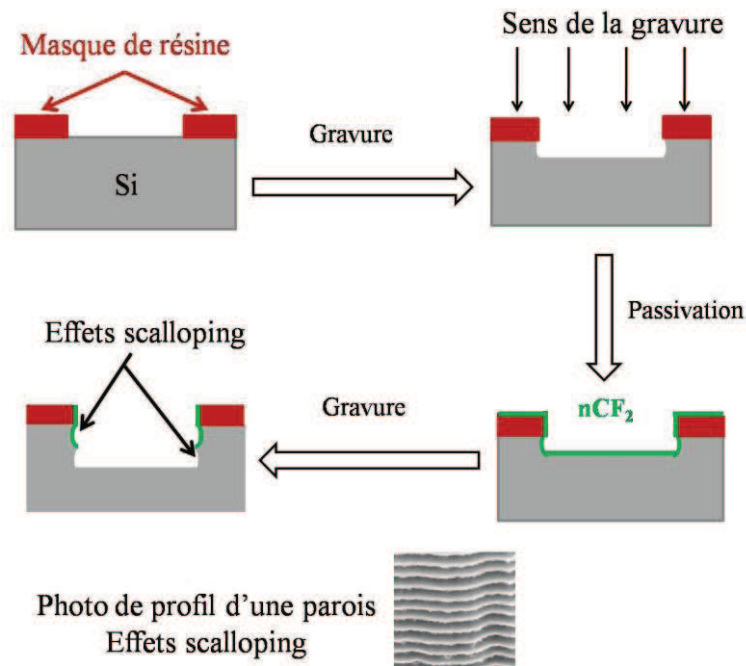 Masque de résine
Sens de la gravure
Si
Gravure
Passivation
Effets scalloping
Gravure
nCF₂
Photo de profil d'une parois
Effets scalloping